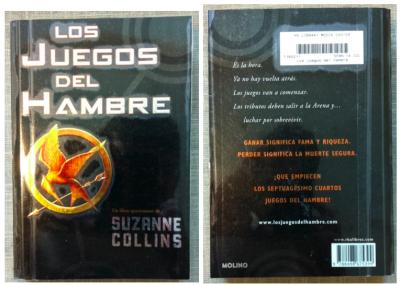 LOS
JUEGOS
DEL
HAMBRE
SUZANNE
COLLINS
Es la hora.
Ya no hay vuelta atrás.
Los juegos van a comenzar.
Los tributos deben salir a la Arena y...
luchar por sobrevivir.
GANAR SIGNIFICA FAMA Y RIQUEZA.
PERDER SIGNIFICA LA MUERTE SEGURA.
¡QUE EMPIECEN
LOS SEPTUAGÉSIMO CUARTOS
JUEGOS DEL HAMBRE!
www.losjuegosdelhambre.com
MOLINO
www.rbalibros.com